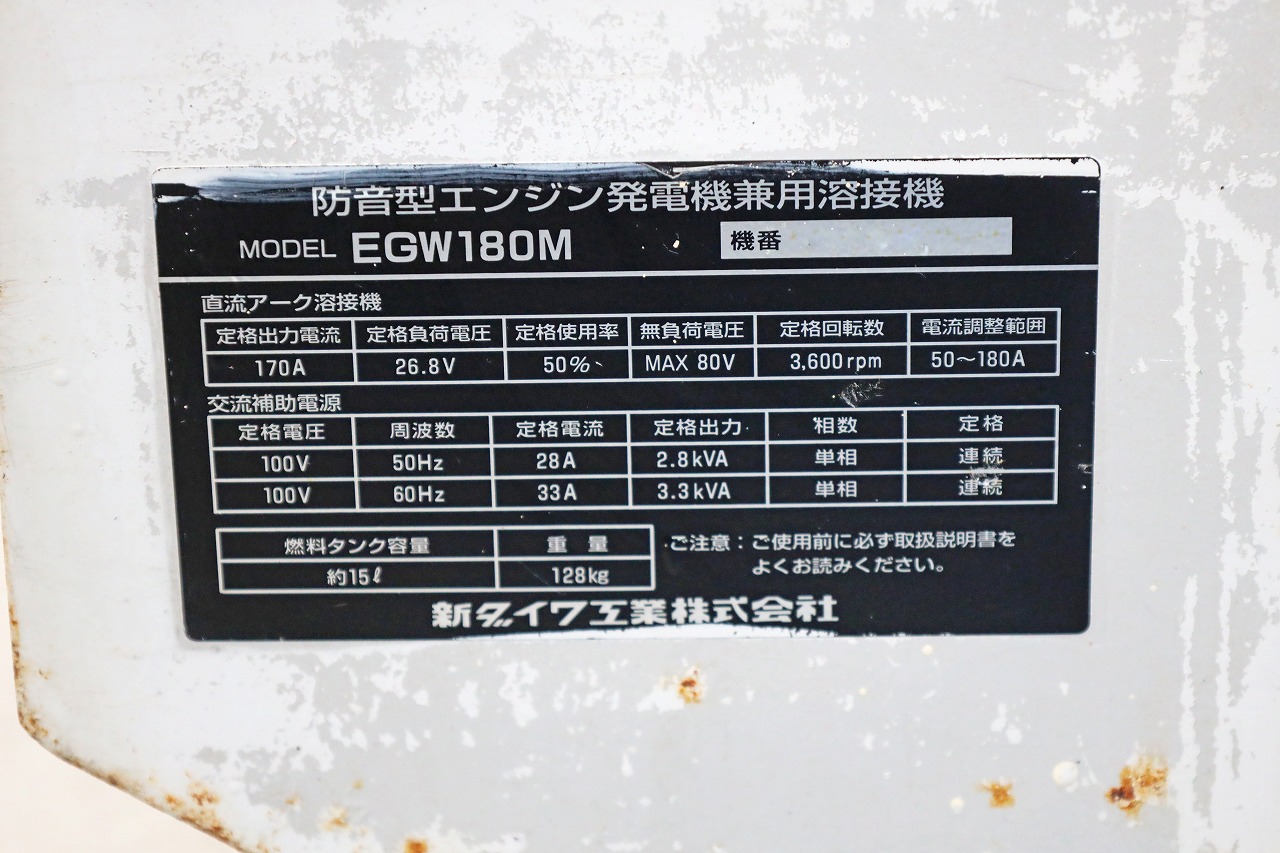 防音型エンジン発電機兼用溶接機
MODEL EGW180M 機番
直流アーク溶接機
定格出力電流 定格負荷電圧 定格使用率 無負荷電圧 定格回転数 電流調整範囲
170A 26.8V 50% MAX 80V 3,600rpm 50〜180A
交流補助電源
定格電圧 周波数 定格電流 定格出力 相数 定格
100V 50Hz 28A 2.8kVA 単相 連続
100V 60Hz 33A 3.3kVA 単相 連続
燃料タンク容量 重量
約15ℓ 128kg
ご注意：ご使用前に必ず取扱説明書を
よくお読みください。
新ダイワ工業株式会社